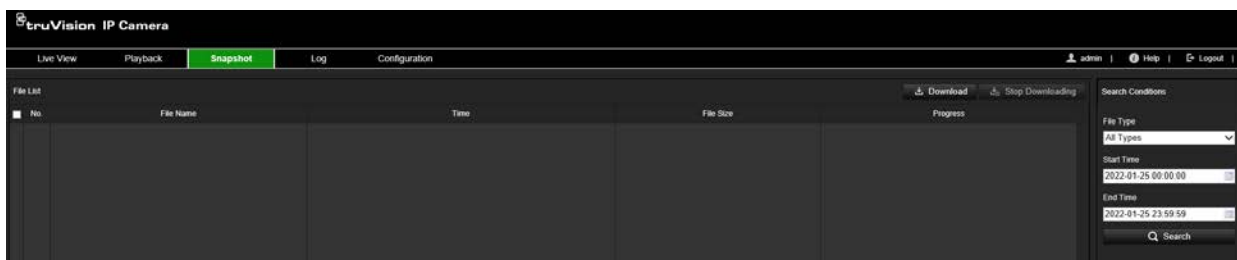 truVision IP Camera
Live View Playback Snapshot Log Configuration admin | Help | Logout |
File List Download Stop Downloading Search Conditions
No. File Name Time File Size Progress
File Type
All Types
Start Time
2022-01-25 00:00:00
End Time
2022-01-25 23:59:59
Search